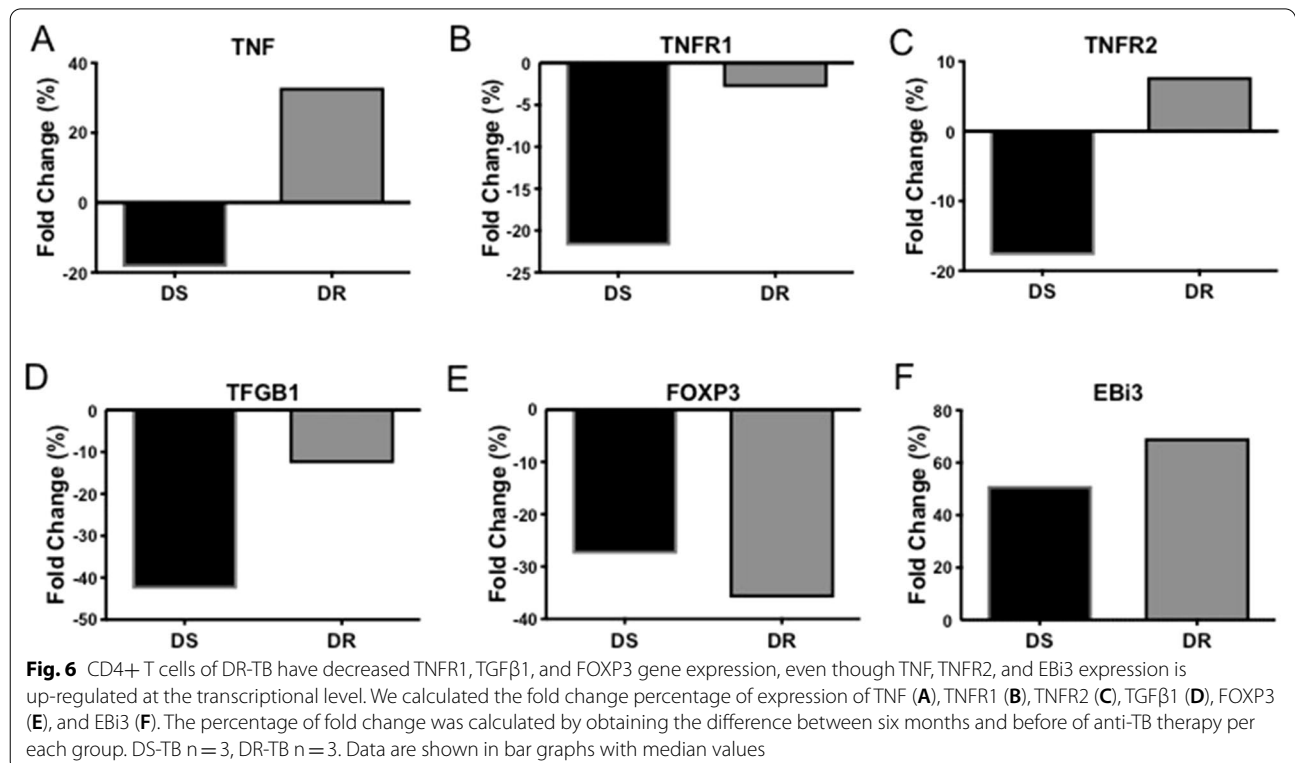 A
TNF
Fold Change (%)
40
20
0
-20
DS
DR
B
TNFR1
Fold Change (%)
0
-5
-10
-15
-20
-25
DS
DR
C
TNFR2
Fold Change (%)
10
0
-10
-20
DS
DR
D
TFGB1
Fold Change (%)
0
-10
-20
-30
-40
-50
DS
DR
E
FOXP3
Fold Change (%)
0
-10
-20
-30
-40
DS
DR
F
EBi3
Fold Change (%)
80
60
40
20
0
DS
DR
Fig. 6 CD4+ T cells of DR-TB have decreased TNFR1, TGFβ1, and FOXP3 gene expression, even though TNF, TNFR2, and EBi3 expression is
up-regulated at the transcriptional level. We calculated the fold change percentage of expression of TNF (A), TNFR1 (B), TNFR2 (C), TGFβ1 (D), FOXP3
(E), and EBi3 (F). The percentage of fold change was calculated by obtaining the difference between six months and before of anti-TB therapy per
each group. DS-TB n = 3, DR-TB n = 3. Data are shown in bar graphs with median values